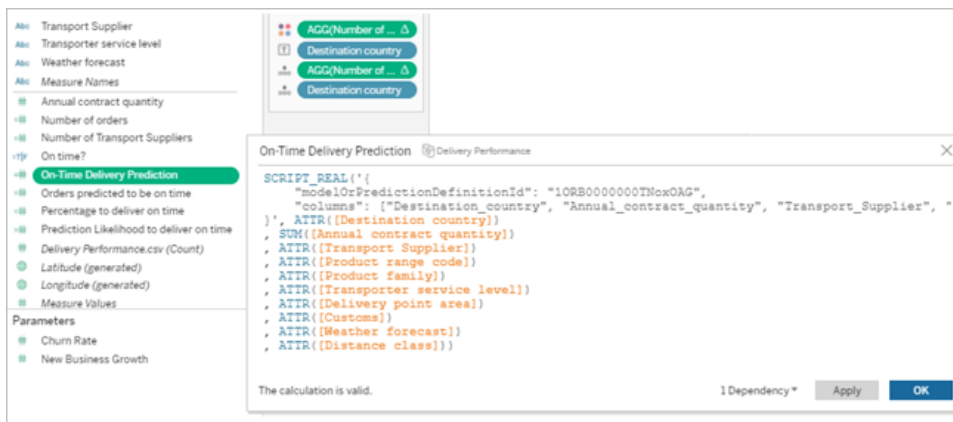 Abc Transport Supplier
Abc Transporter service level
Abc Weather forecast
Abc Measure Names
Annual contract quantity
Number of orders
Number of Transport Suppliers
On time?
On-Time Delivery Prediction
Orders predicted to be on time
Percentage to deliver on time
Prediction Likelihood to deliver on time
Delivery Performance.csv (Count)
Latitude (generated)
Longitude (generated)
Measure Values
Parameters
Churn Rate
New Business Growth
AGG(Number of ... Δ
T Destination country
AGG(Number of ... Δ
Destination country
On-Time Delivery Prediction Delivery Performance
SCRIPT_REAL('{
"modelOrPredictionDefinitionId": "1ORB0000000TNoxOAG",
"columns": ["Destination_country", "Annual_contract_quantity", "Transport_Supplier", "
}', ATTR([Destination country])
, SUM([Annual contract quantity])
, ATTR([Transport Supplier])
, ATTR([Product range code])
, ATTR([Product family])
, ATTR([Transporter service level])
, ATTR([Delivery point area])
, ATTR([Customs])
, ATTR([Weather forecast])
, ATTR([Distance class]))
The calculation is valid.
1 Dependency
Apply
OK